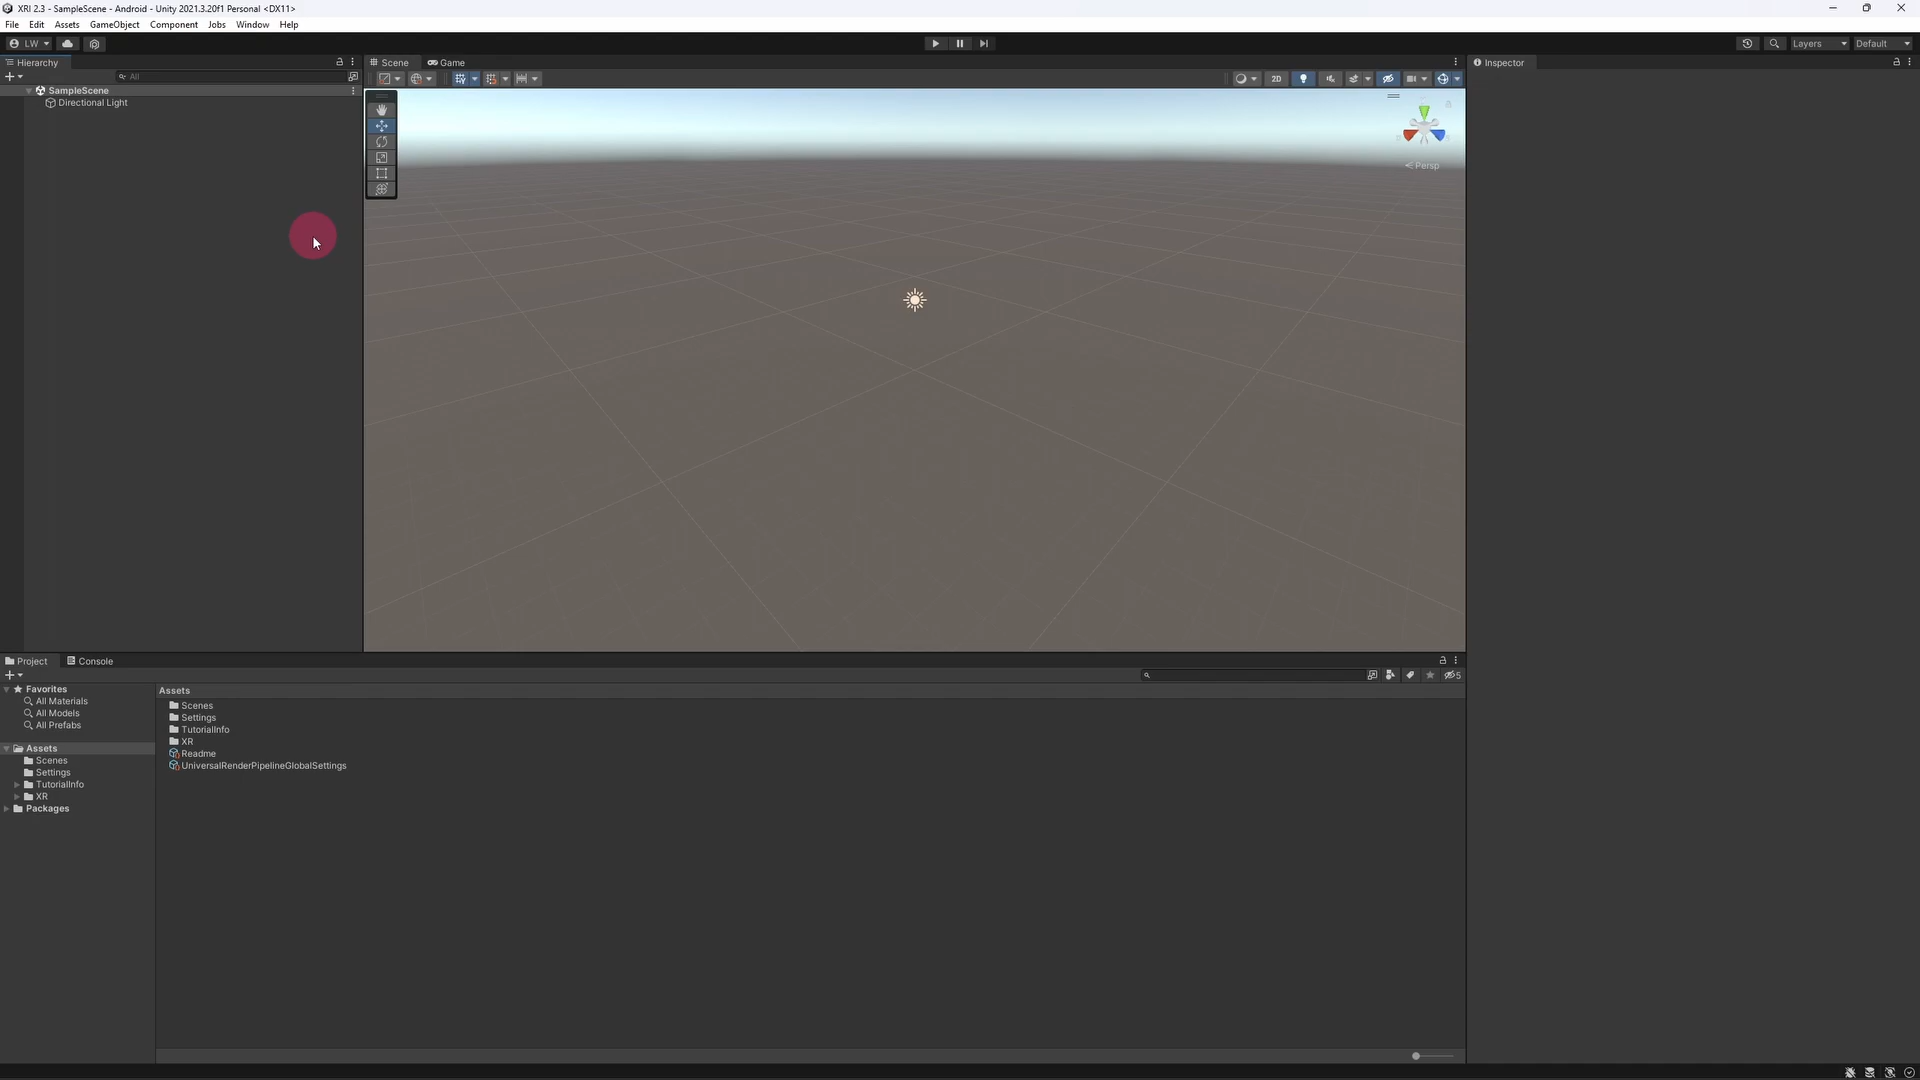 XRI 2.3 - SampleScene - Android - Unity 2021.3.20f1 Personal <DX11>
File Edit Assets GameObject Component Jobs Window Help
LW Layers Default
Hierarchy Scene Game Inspector
All 2D
SampleScene
Directional Light
Persp
Project Console
5
Favorites
All Materials
All Models
All Prefabs
Assets
Scenes
Settings
TutorialInfo
XR
Packages
Assets
Scenes
Settings
TutorialInfo
XR
Readme
UniversalRenderPipelineGlobalSettings